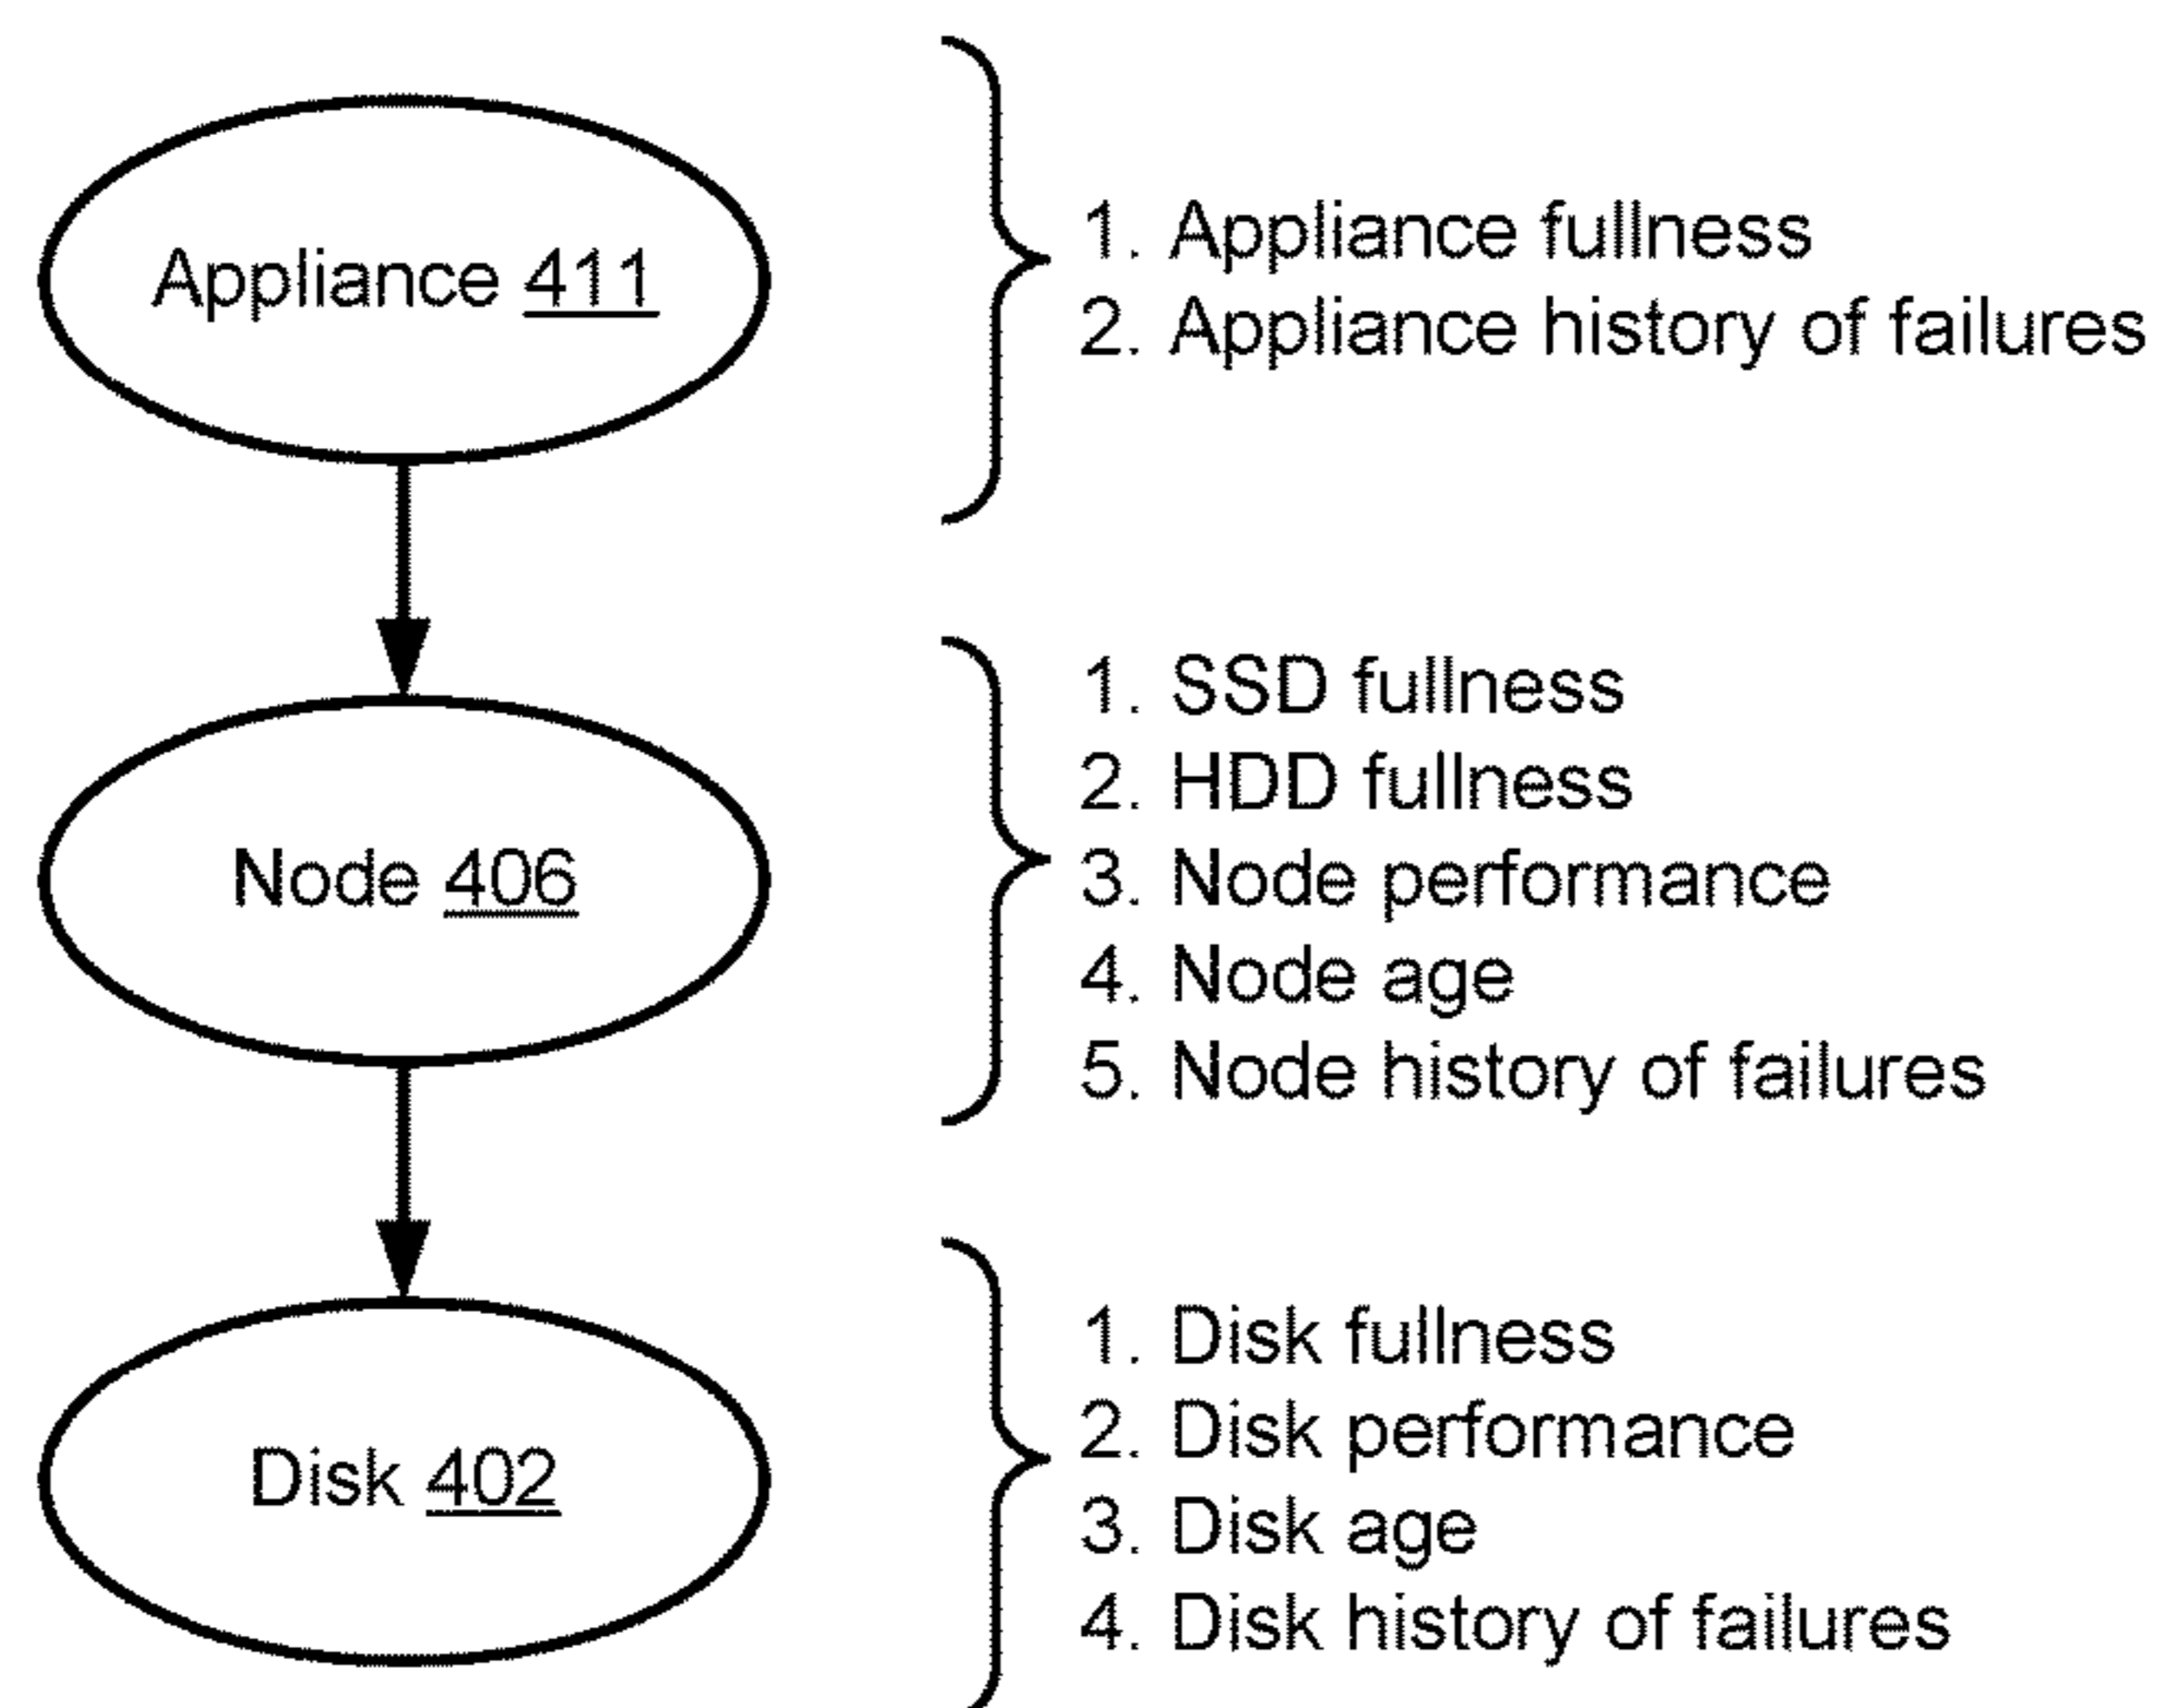 Appliance 411
1. Appliance fullness
2. Appliance history of failures
Node 406
1. SSD fullness
2. HDD fullness
3. Node performance
4. Node age
5. Node history of failures
Disk 402
1. Disk fullness
2. Disk performance
3. Disk age
4. Disk history of failures